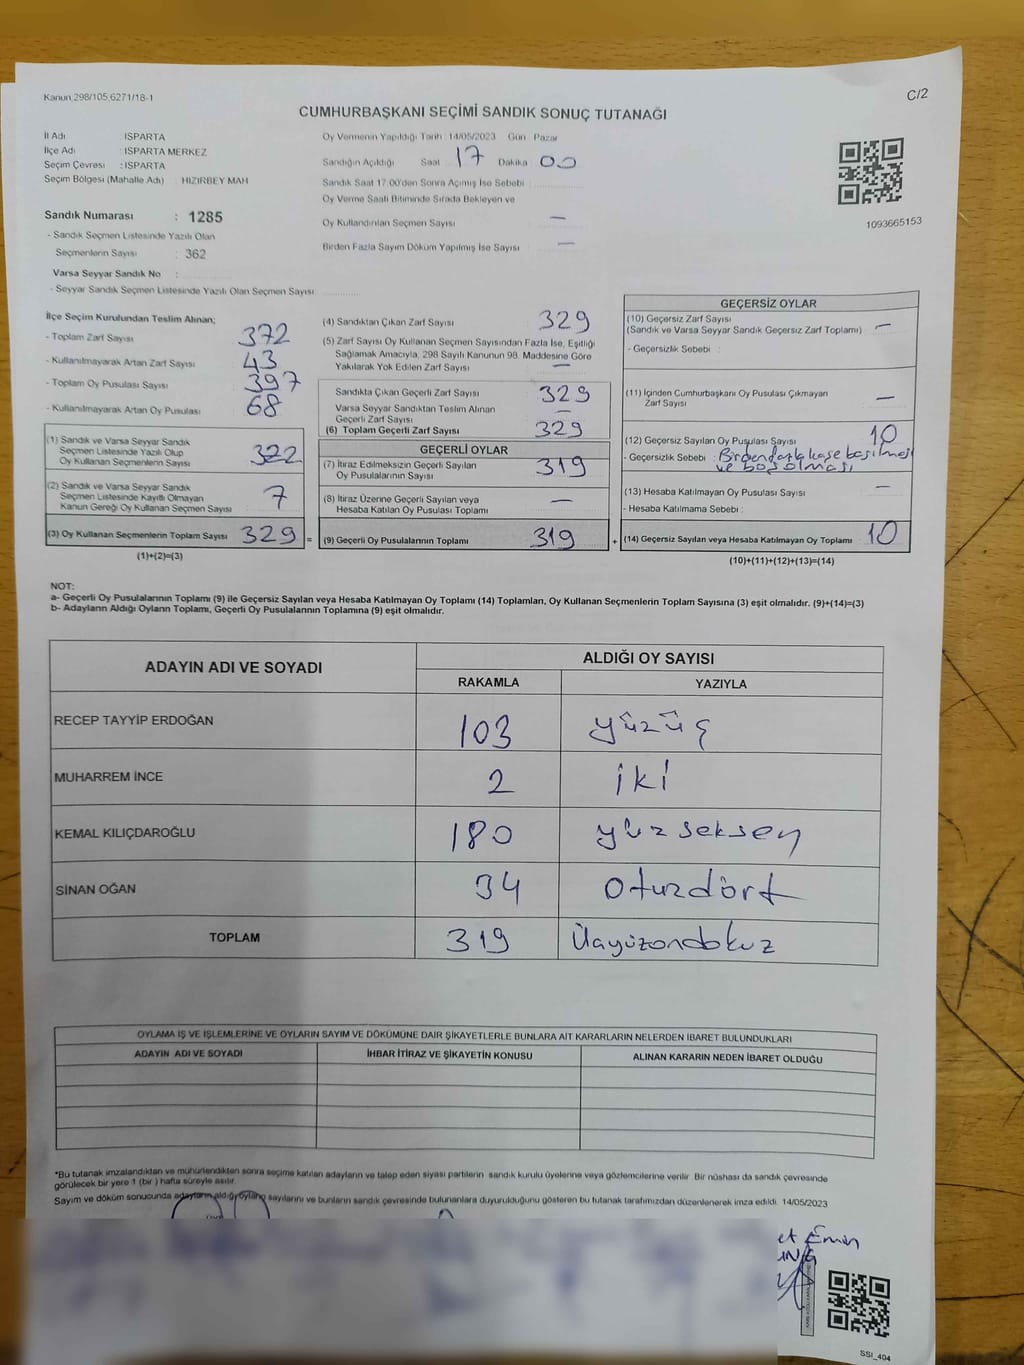 Kanun:298/105;6271/18-1
C/2
CUMHURBAŞKANI SEÇİMİ SANDIK SONUÇ TUTANAĞI
İl Adı : ISPARTA
İlçe Adı : ISPARTA MERKEZ
Seçim Çevresi : ISPARTA
Seçim Bölgesi (Mahalle Adı) : HIZIRBEY MAH
Oy Vermenin Yapıldığı Tarih : 14/05/2023 Gün : Pazar
Sandığın Açıldığı Saat : 17 Dakika : 00
Sandık Saat 17:00'den Sonra Açımış İse Sebebi :
Oy Verme Saati Bitiminde Sırada Bekleyen ve
Oy Kullandırılan Seçmen Sayısı : —
Birden Fazla Sayım Döküm Yapılmış İse Sayısı : —
1093665153
Sandık Numarası : 1285
- Sandık Seçmen Listesinde Yazılı Olan
Seçmenlerin Sayısı : 362
Varsa Seyyar Sandık No :
- Seyyar Sandık Seçmen Listesinde Yazılı Olan Seçmen Sayısı:
İlçe Seçim Kurulundan Teslim Alınan;
- Toplam Zarf Sayısı 372
- Kullanılmayarak Artan Zarf Sayısı 43
- Toplam Oy Pusulası Sayısı 397
- Kullanılmayarak Artan Oy Pusulası 68
(1) Sandık ve Varsa Seyyar Sandık
Seçmen Listesinde Yazılı Olup
Oy Kullanan Seçmenlerin Sayısı 322
(2) Sandık ve Varsa Seyyar Sandık
Seçmen Listesinde Kayıtlı Olmayan
Kanun Gereği Oy Kullanan Seçmen Sayısı 7
(3) Oy Kullanan Seçmenlerin Toplam Sayısı 329 =
(1)+(2)=(3)
(4) Sandıktan Çıkan Zarf Sayısı 329
(5) Zarf Sayısı Oy Kullanan Seçmen Sayısından Fazla İse, Eşitliği
Sağlamak Amacıyla, 298 Sayılı Kanunun 98. Maddesine Göre
Yakılarak Yok Edilen Zarf Sayısı —
Sandıkta Çıkan Geçerli Zarf Sayısı 329
Varsa Seyyar Sandıktan Teslim Alınan
Geçerli Zarf Sayısı —
(6) Toplam Geçerli Zarf Sayısı 329
GEÇERLİ OYLAR
(7) İtiraz Edilmeksizin Geçerli Sayılan
Oy Pusulalarının Sayısı 319
(8) İtiraz Üzerine Geçerli Sayılan veya
Hesaba Katılan Oy Pusulası Toplamı —
(9) Geçerli Oy Pusulalarının Toplamı 319 +
GEÇERSİZ OYLAR
(10) Geçersiz Zarf Sayısı
(Sandık ve Varsa Seyyar Sandık Geçersiz Zarf Toplamı) —
- Geçersizlik Sebebi :
(11) İçinden Cumhurbaşkanı Oy Pusulası Çıkmayan
Zarf Sayısı —
(12) Geçersiz Sayılan Oy Pusulası Sayısı 10
- Geçersizlik Sebebi : Birden fazla kaşe basılması
ve boş olması
(13) Hesaba Katılmayan Oy Pusulası Sayısı —
- Hesaba Katılmama Sebebi :
(14) Geçersiz Sayılan veya Hesaba Katılmayan Oy Toplamı 10
(10)+(11)+(12)+(13)=(14)
NOT:
a- Geçerli Oy Pusulalarının Toplamı (9) ile Geçersiz Sayılan veya Hesaba Katılmayan Oy Toplamı (14) Toplamları, Oy Kullanan Seçmenlerin Toplam Sayısına (3) eşit olmalıdır. (9)+(14)=(3)
b- Adayların Aldığı Oyların Toplamı, Geçerli Oy Pusulalarının Toplamına (9) eşit olmalıdır.
ADAYIN ADI VE SOYADI ALDIĞI OY SAYISI
RAKAMLA YAZIYLA
RECEP TAYYİP ERDOĞAN 103 yüzüç
MUHARREM İNCE 2 iki
KEMAL KILIÇDAROĞLU 180 yüzseksen
SİNAN OĞAN 34 otuzdört
TOPLAM 319 Üçyüzondokuz
OYLAMA İŞ VE İŞLEMLERİNE VE OYLARIN SAYIM VE DÖKÜMÜNE DAİR ŞİKAYETLERLE BUNLARA AİT KARARLARIN NELERDEN İBARET BULUNDUKLARI
ADAYIN ADI VE SOYADI İHBAR İTİRAZ VE ŞİKAYETİN KONUSU ALINAN KARARIN NEDEN İBARET OLDUĞU
*Bu tutanak imzalandıktan ve mühürlendikten sonra seçime katılan adayların ve talep eden siyasi partilerin sandık kurulu üyelerine veya gözlemcilerine verilir. Bir nüshası da sandık çevresinde
görülecek bir yere 1 (bir) hafta süreyle asılır.
Sayım ve döküm sonucunda adayların aldığı oyların sayılarını ve bunların sandık çevresinde bulunanlara duyurulduğunu gösteren bu tutanak tarafımızdan düzenlenerek imza edildi. 14/05/2023
et Emin
SSI_404